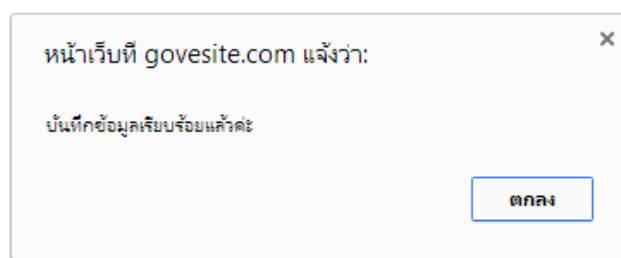 หน้าเว็บที่ govesite.com แจ้งว่า:
บันทึกข้อมูลเรียบร้อยแล้วค่ะ
ตกลง